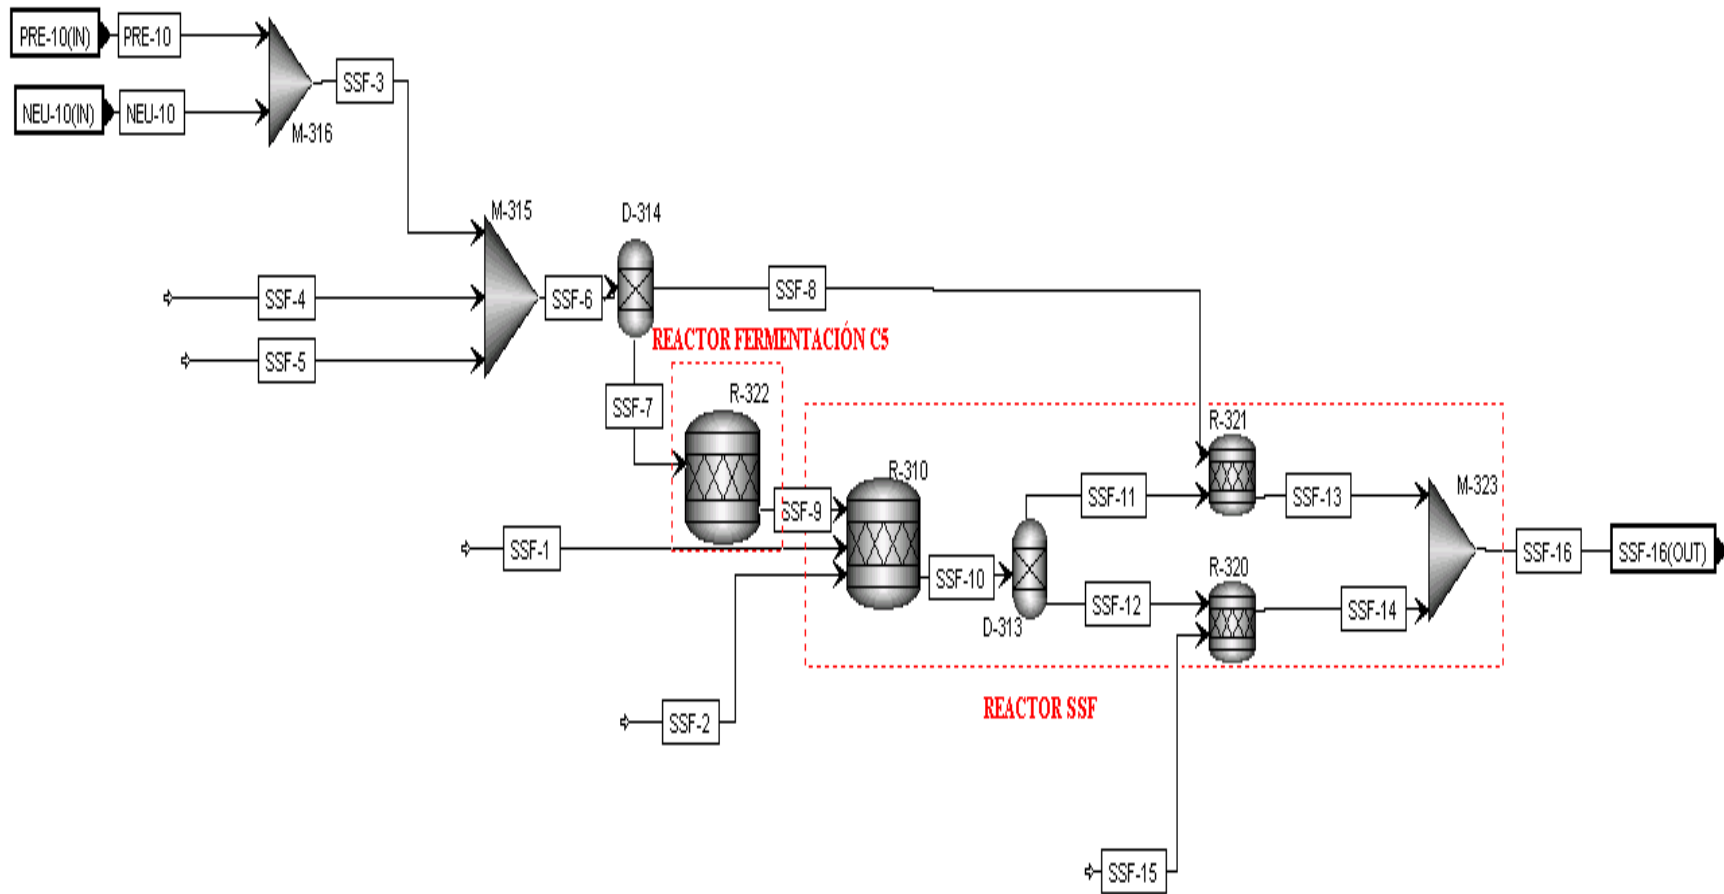 PRE-10(IN)
PRE-10
SSF-3
NEU-10(IN)
NEU-10
M-316
M-315
D-314
SSF-4
SSF-6
SSF-8
SSF-5
REACTOR FERMENTACIÓN C5
SSF-7
R-322
R-321
R-310
M-323
SSF-9
SSF-11
SSF-13
SSF-1
SSF-10
R-320
SSF-16
SSF-16(OUT)
D-313
SSF-12
SSF-14
SSF-2
REACTOR SSF
SSF-15